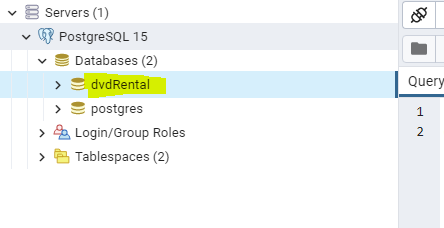 Servers (1)
PostgreSQL 15
Databases (2)
dvdRental
postgres
Login/Group Roles
Tablespaces (2)
Query
1
2